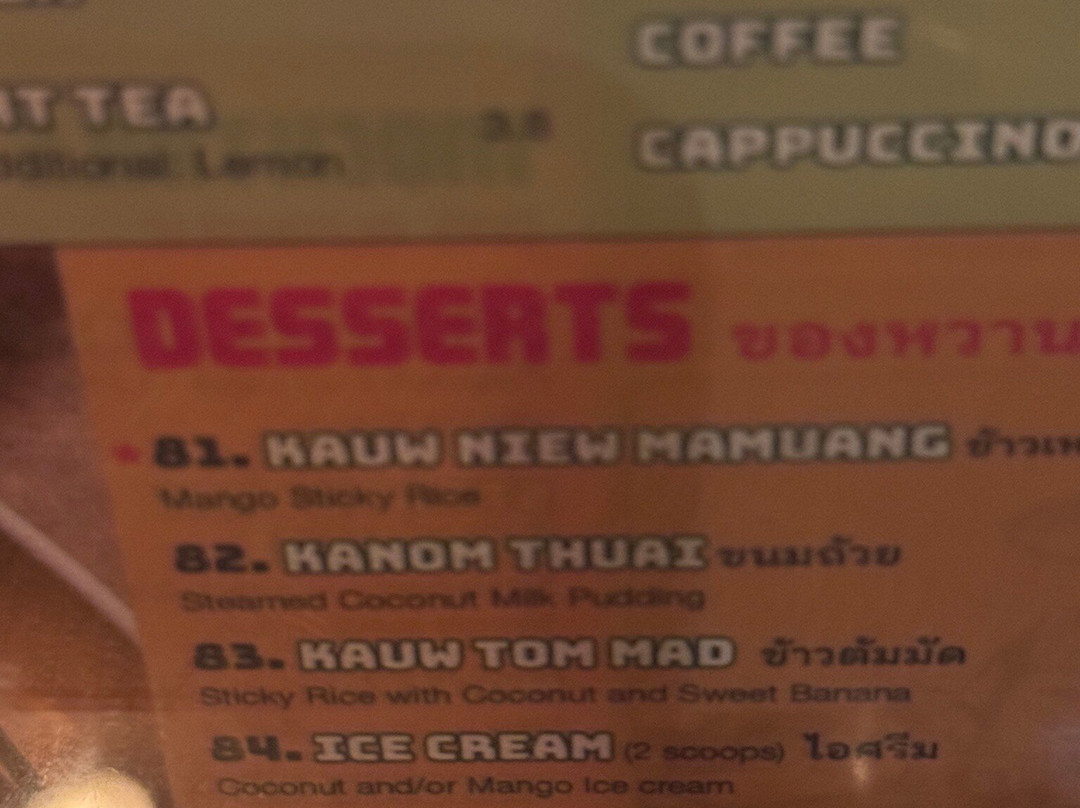 COFFEE
TEA
3.5
Lemon
CAPPUCCINO
DESSERTS ของหวาน
81. KAUW NIEW MAMUANG
Mango Sticky Rice
82. KANOM THUAI ขนมถ้วย
Steamed Coconut Milk Pudding
83. KAUW TOM MAD ข้าวต้มมัด
Sticky Rice with Coconut and Sweet Banana
84. ICE CREAM (2 scoops) ไอศรีม
Coconut and/or Mango Ice cream